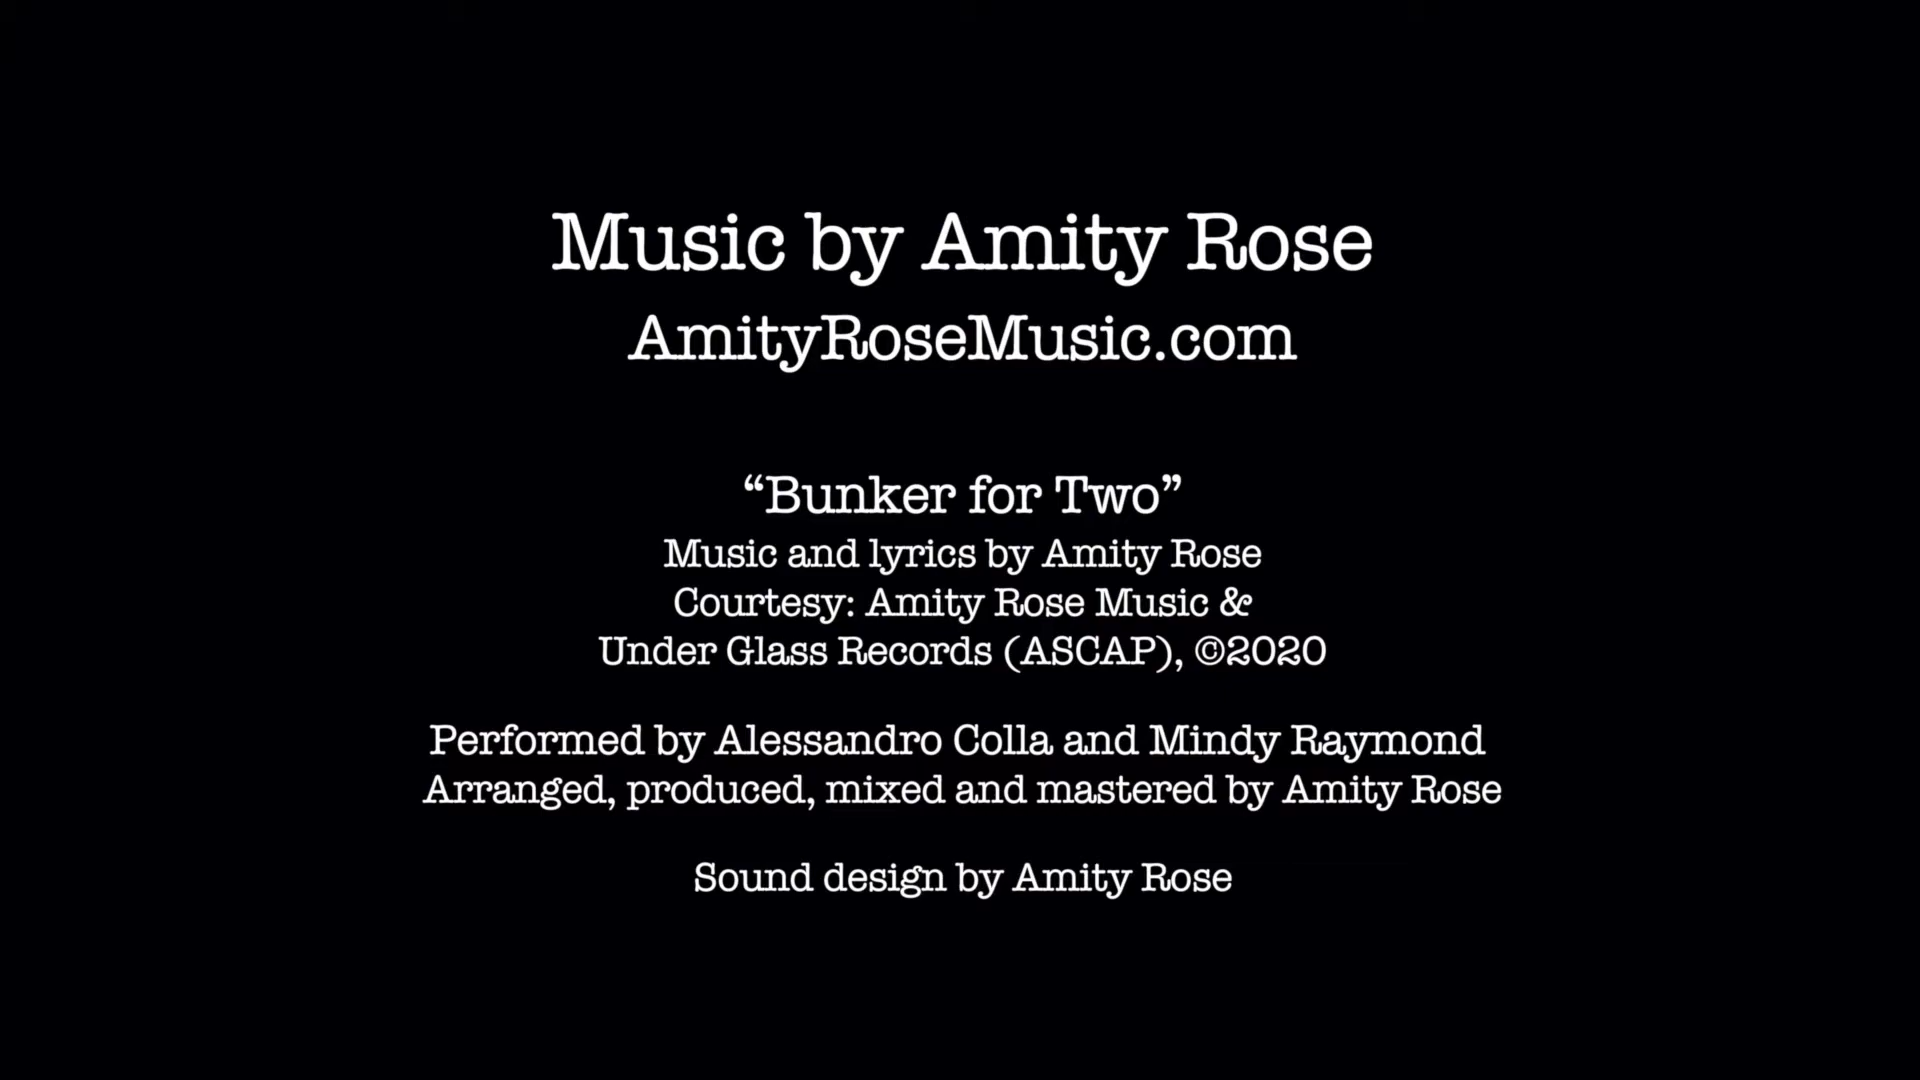 Music by Amity Rose
AmityRoseMusic.com
“Bunker for Two”
Music and lyrics by Amity Rose
Courtesy: Amity Rose Music &
Under Glass Records (ASCAP), ©2020
Performed by Alessandro Colla and Mindy Raymond
Arranged, produced, mixed and mastered by Amity Rose
Sound design by Amity Rose